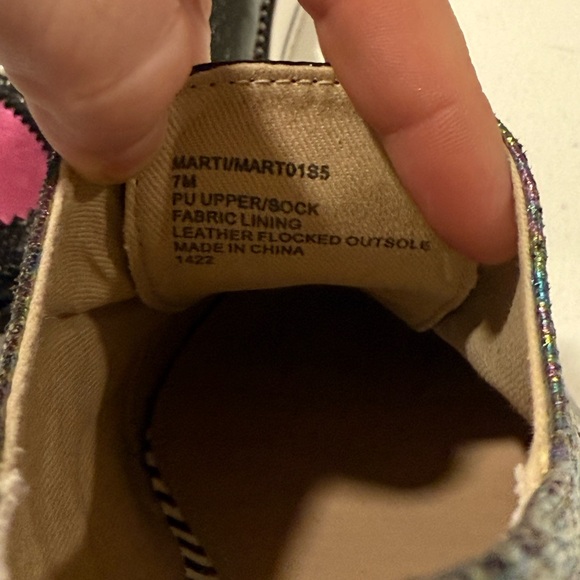 MARTI/MART01S5
7M
PU UPPER/SOCK
FABRIC LINING
LEATHER FLOCKED OUTSOLE
MADE IN CHINA
1422